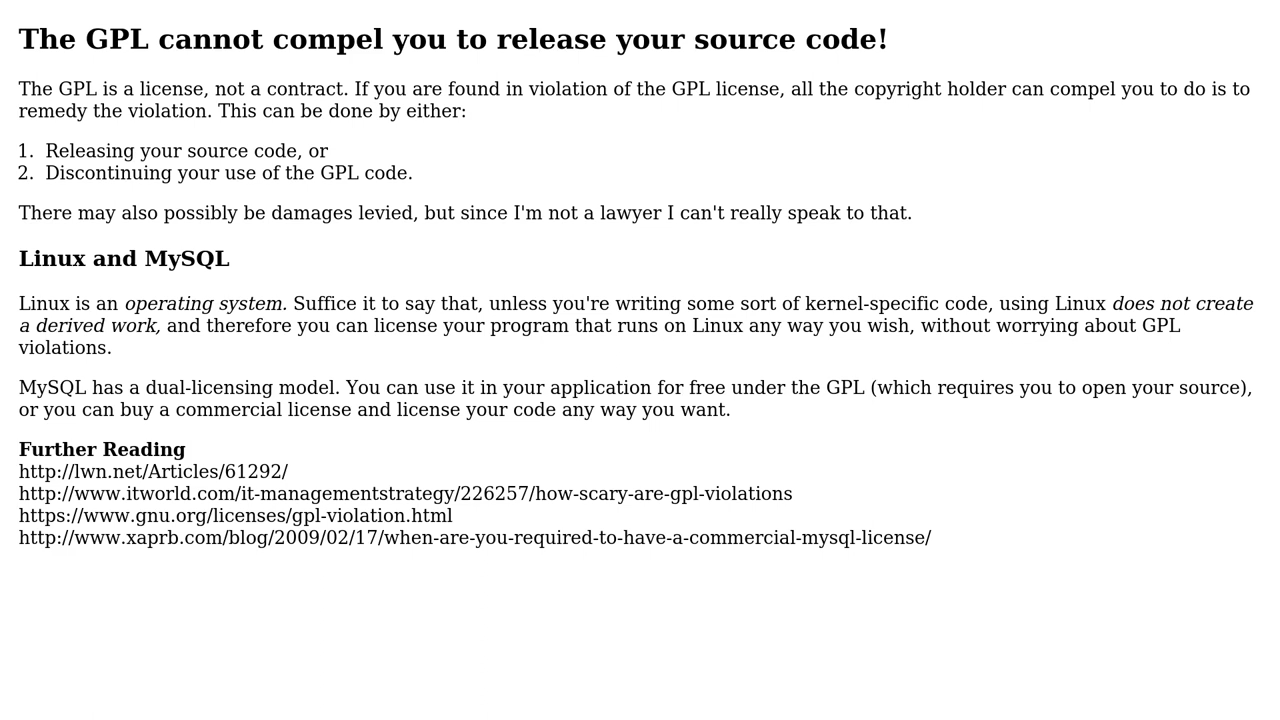 The GPL cannot compel you to release your source code!
The GPL is a license, not a contract. If you are found in violation of the GPL license, all the copyright holder can compel you to do is to
remedy the violation. This can be done by either:
1. Releasing your source code, or
2. Discontinuing your use of the GPL code.
There may also possibly be damages levied, but since I'm not a lawyer I can't really speak to that.
Linux and MySQL
Linux is an operating system. Suffice it to say that, unless you're writing some sort of kernel-specific code, using Linux does not create
a derived work, and therefore you can license your program that runs on Linux any way you wish, without worrying about GPL
violations.
MySQL has a dual-licensing model. You can use it in your application for free under the GPL (which requires you to open your source),
or you can buy a commercial license and license your code any way you want.
Further Reading
http://lwn.net/Articles/61292/
http://www.itworld.com/it-managementstrategy/226257/how-scary-are-gpl-violations
https://www.gnu.org/licenses/gpl-violation.html
http://www.xaprb.com/blog/2009/02/17/when-are-you-required-to-have-a-commercial-mysql-license/